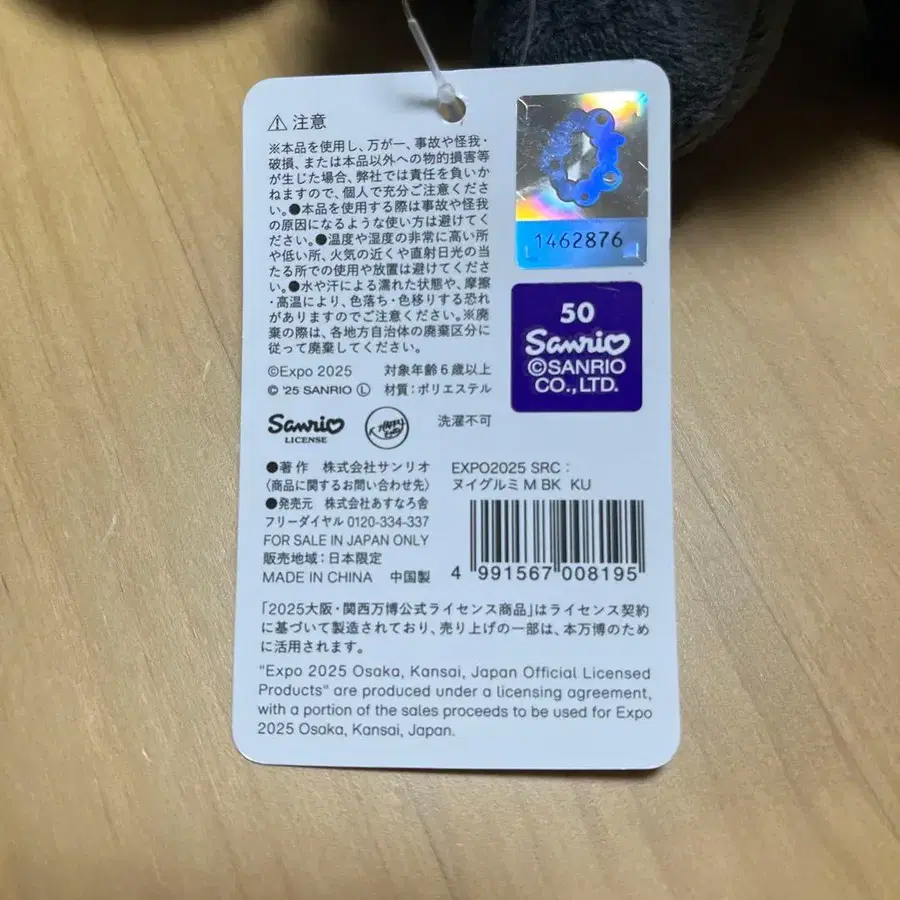 ⚠ 注意
※本品を使用し、万が一、事故や怪我・
破損、または本品以外への物的損害等
が生じた場合、弊社では責任を負いか
ねますので、個人で充分ご注意くださ
い。●本品を使用する際は事故や怪我
の原因になるような使い方は避けてく
ださい。●温度や湿度の非常に高い所
や低い所、火気の近くや直射日光の当
たる所での使用や放置は避けてくださ
い。●水や汗による濡れた状態や、摩擦
・高温により、色落ち・色移りする恐れ
がありますのでご注意ください。※廃
棄の際は、各地方自治体の廃棄区分に
従って廃棄してください。
©Expo 2025 対象年齢6歳以上
© '25 SANRIO Ⓛ 材質：ポリエステル
Sanrio
LICENSE
洗濯不可
1462876
50
Sanrio
©SANRIO
CO., LTD.
●著作 株式会社サンリオ
〈商品に関するお問い合わせ先〉
●発売元 株式会社あすなろ舎
フリーダイヤル 0120-334-337
FOR SALE IN JAPAN ONLY
販売地域：日本限定
MADE IN CHINA 中国製
EXPO2025 SRC：
ヌイグルミ M BK KU
4 991567 008195
「2025大阪・関西万博公式ライセンス商品」はライセンス契約
に基づいて製造されており、売り上げの一部は、本万博のため
に活用されます。
"Expo 2025 Osaka, Kansai, Japan Official Licensed
Products" are produced under a licensing agreement,
with a portion of the sales proceeds to be used for Expo
2025 Osaka, Kansai, Japan.